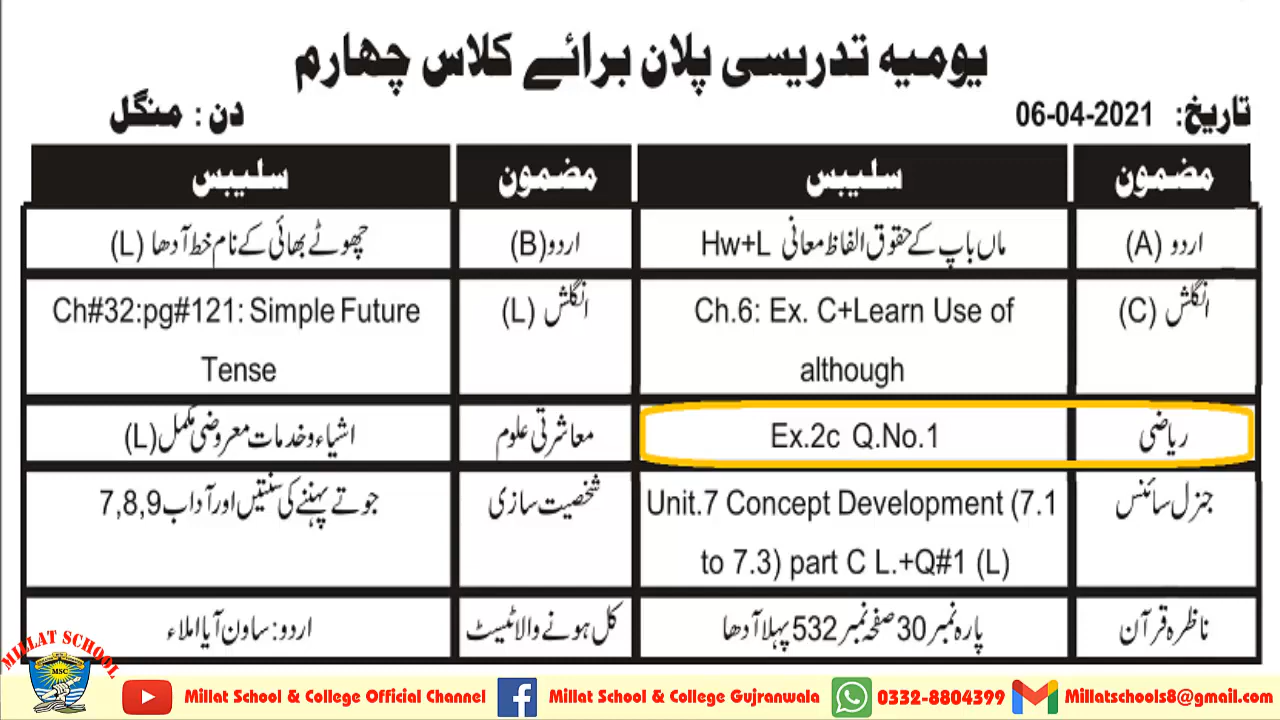 یومیہ تدریسی پلان برائے کلاس چهارم
تاریخ: 06-04-2021 دن : منگل
مضمون سلیبس مضمون سلیبس
اردو (A) ماں باپ کے حقوق الفاظ معانی Hw+L اردو(B) چھوٹے بھائی کے نام خط آدھا (L)
انگلش (C) Ch.6: Ex. C+Learn Use of انگلش (L) Ch#32:pg#121: Simple Future
although Tense
ریاضی Ex.2c Q.No.1 معاشرتی علوم اشیاء و خدمات معروضی مکمل (L)
جنرل سائنس Unit.7 Concept Development (7.1 شخصیت سازی جوتے پہننے کی سنتیں اور آداب 7,8,9
to 7.3) part C L.+Q#1 (L)
ناظرہ قرآن پارہ نمبر 30 صفحہ نمبر 532 پہلا آدھا کل ہونے والا ٹیسٹ اردو: ساون آیا املاء
MILLAT SCHOOL
MSC
Millat School & College Official Channel Millat School & College Gujranwala 0332-8804399 Millatschools8@gmail.com